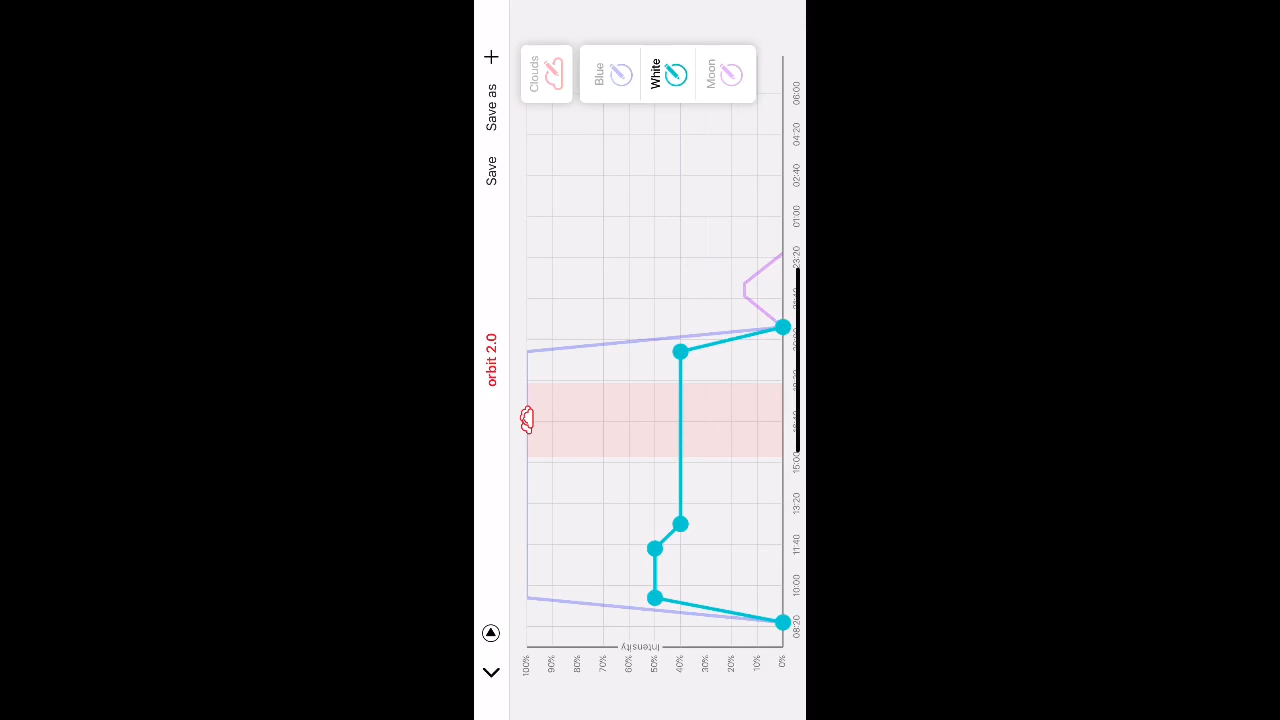 orbit 2.0 Save Save as +
Clouds
Blue
White
Moon
100%
90%
80%
70%
60%
50%
40%
30%
20%
10%
0%
Intensity
08:20 10:00 11:40 13:20 15:00 23:20 01:00 02:40 04:20 06:00